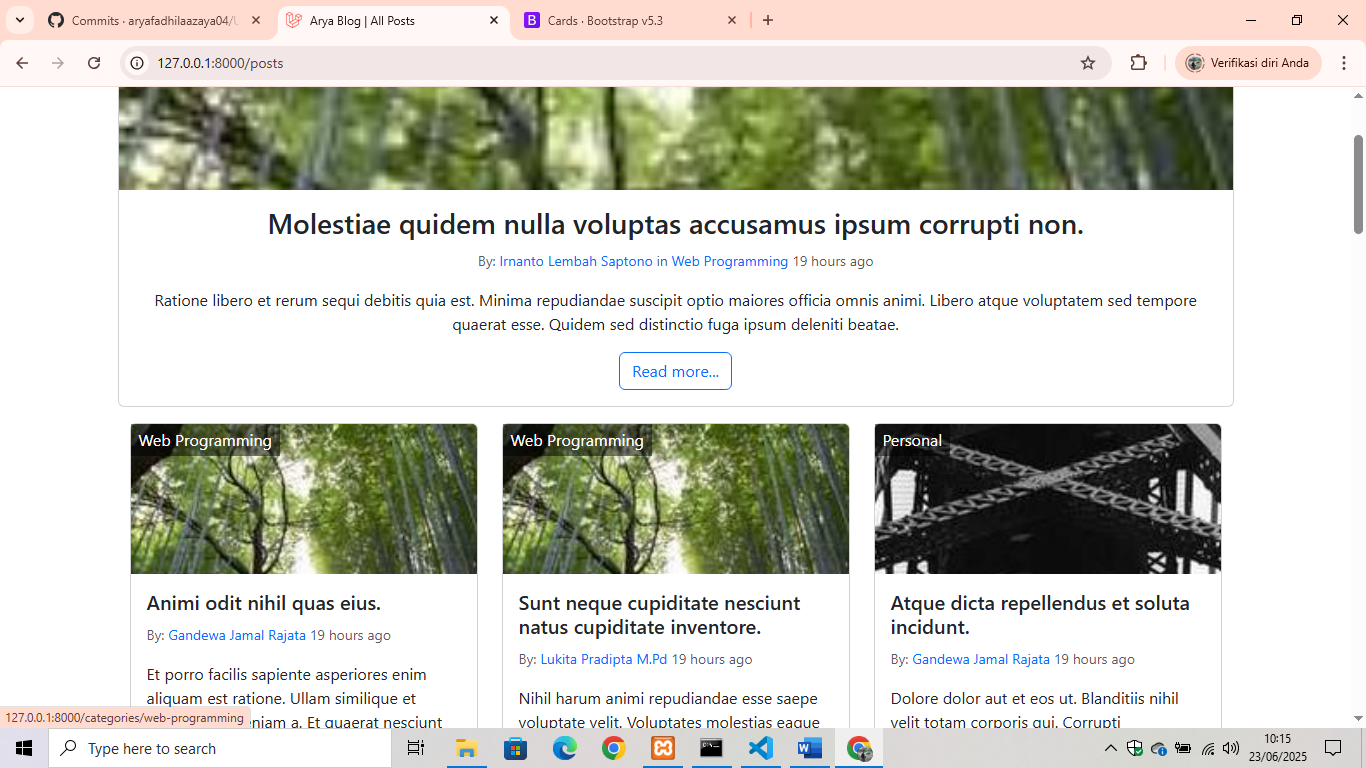 Commits · aryafadhilaazaya04/
Arya Blog | All Posts
Cards · Bootstrap v5.3
127.0.0.1:8000/posts
Verifikasi diri Anda
Molestiae quidem nulla voluptas accusamus ipsum corrupti non.
By: Irnanto Lembah Saptono in Web Programming 19 hours ago
Ratione libero et rerum sequi debitis quia est. Minima repudiandae suscipit optio maiores officia omnis animi. Libero atque voluptatem sed tempore
quaerat esse. Quidem sed distinctio fuga ipsum deleniti beatae.
Read more...
Web Programming
Animi odit nihil quas eius.
By: Gandewa Jamal Rajata 19 hours ago
Et porro facilis sapiente asperiores enim
aliquam est ratione. Ullam similique et
a. Et quaerat nesciunt
Web Programming
Sunt neque cupiditate nesciunt
natus cupiditate inventore.
By: Lukita Pradipta M.Pd 19 hours ago
Nihil harum animi repudiandae esse saepe
voluptate velit. Voluptates molestias eaque
Personal
Atque dicta repellendus et soluta
incidunt.
By: Gandewa Jamal Rajata 19 hours ago
Dolore dolor aut et eos ut. Blanditiis nihil
velit totam corporis qui. Corrupti
127.0.0.1:8000/categories/web-programming
Type here to search
10:15
23/06/2025